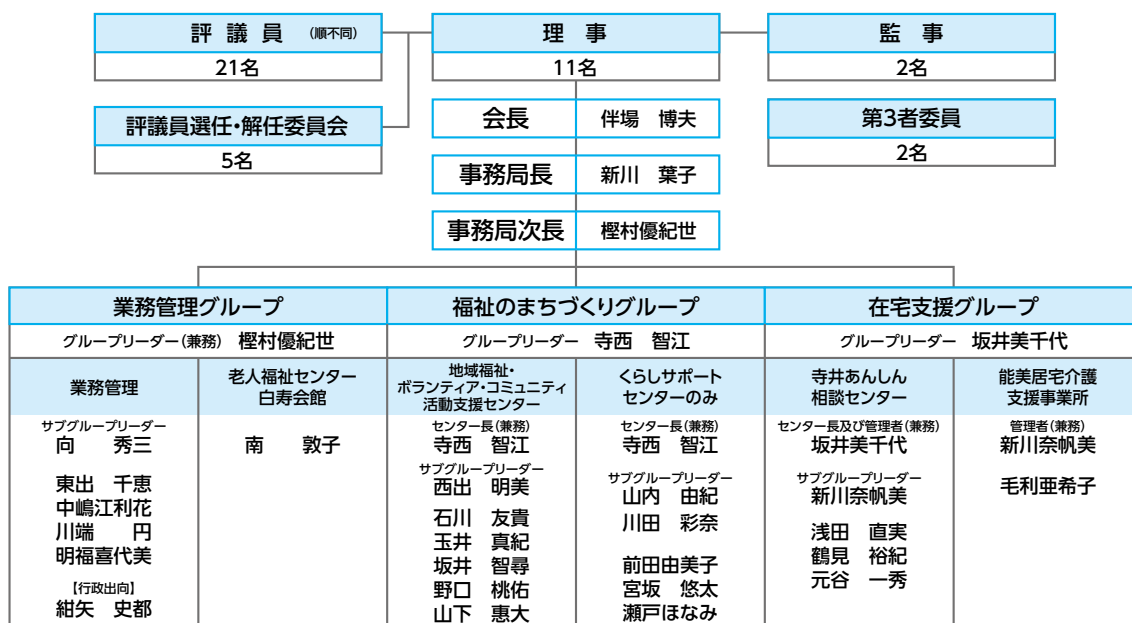 評議員 (順不同)
21名
理事
11名
監事
2名
評議員選任・解任委員会
5名
第3者委員
2名
会長 伴場 博夫
事務局長 新川 葉子
事務局次長 樫村優紀世
業務管理グループ
グループリーダー(兼務) 樫村優紀世
業務管理
サブグループリーダー
向 秀三
東出 千恵
中嶋江利花
川端 円
明福喜代美
【行政出向】
紺矢 史都
老人福祉センター
白寿会館
南 敦子
福祉のまちづくりグループ
グループリーダー 寺西 智江
地域福祉・
ボランティア・コミュニティ
活動支援センター
センター長(兼務)
寺西 智江
サブグループリーダー
西出 明美
石川 友貴
玉井 真紀
坂井 智尋
野口 桃佑
山下 惠大
くらしサポート
センターのみ
センター長(兼務)
寺西 智江
サブグループリーダー
山内 由紀
川田 彩奈
前田由美子
宮坂 悠太
瀬戸ほなみ
在宅支援グループ
グループリーダー 坂井美千代
寺井あんしん
相談センター
センター長及び管理者(兼務)
坂井美千代
サブグループリーダー
新川奈帆美
浅田 直実
鶴見 裕紀
元谷 一秀
能美居宅介護
支援事業所
管理者(兼務)
新川奈帆美
毛利亜希子